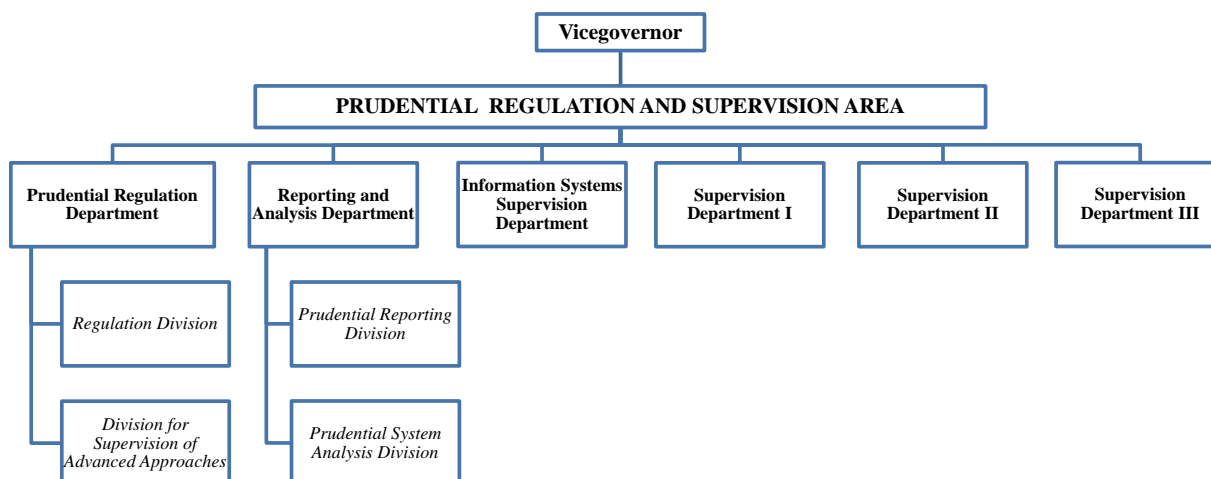 Vicegovernor
PRUDENTIAL REGULATION AND SUPERVISION AREA
Prudential Regulation
Department
Reporting and
Analysis Department
Information Systems
Supervision
Department
Supervision
Department I
Supervision
Department II
Supervision
Department III
Regulation Division
Prudential Reporting
Division
Division for
Supervision of
Advanced Approaches
Prudential System
Analysis Division